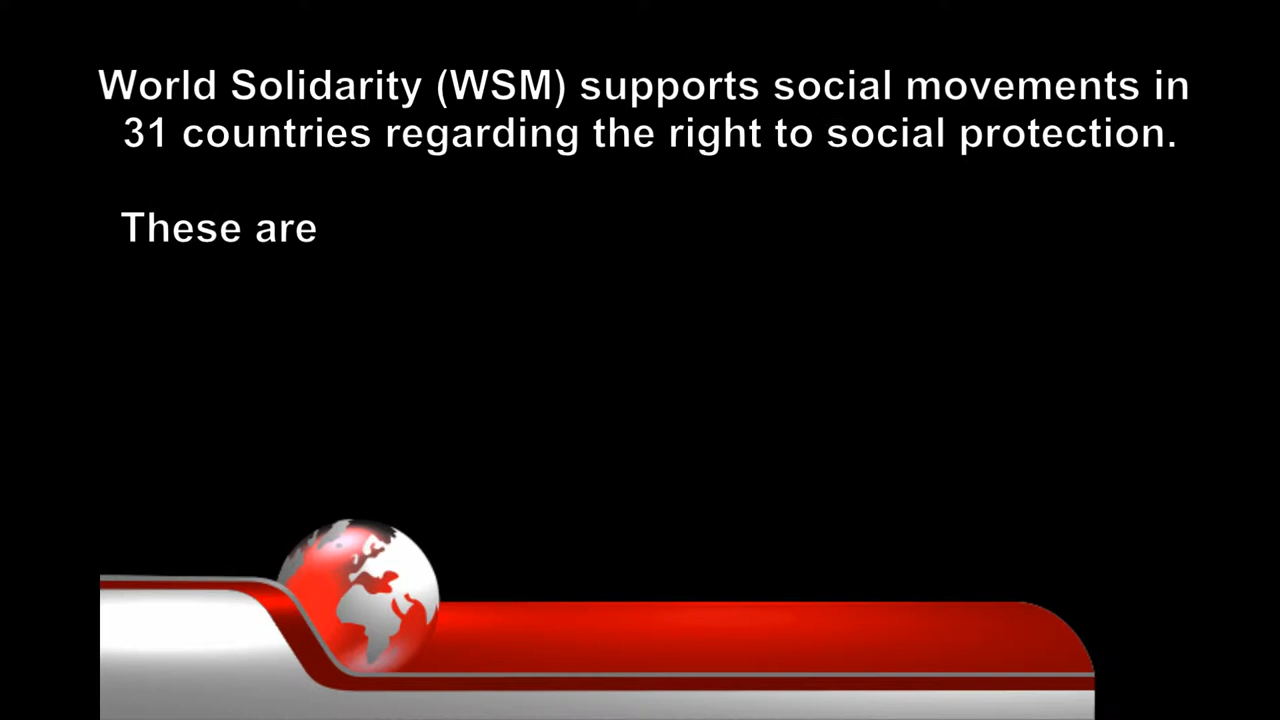 World Solidarity (WSM) supports social movements in
31 countries regarding the right to social protection.
These are